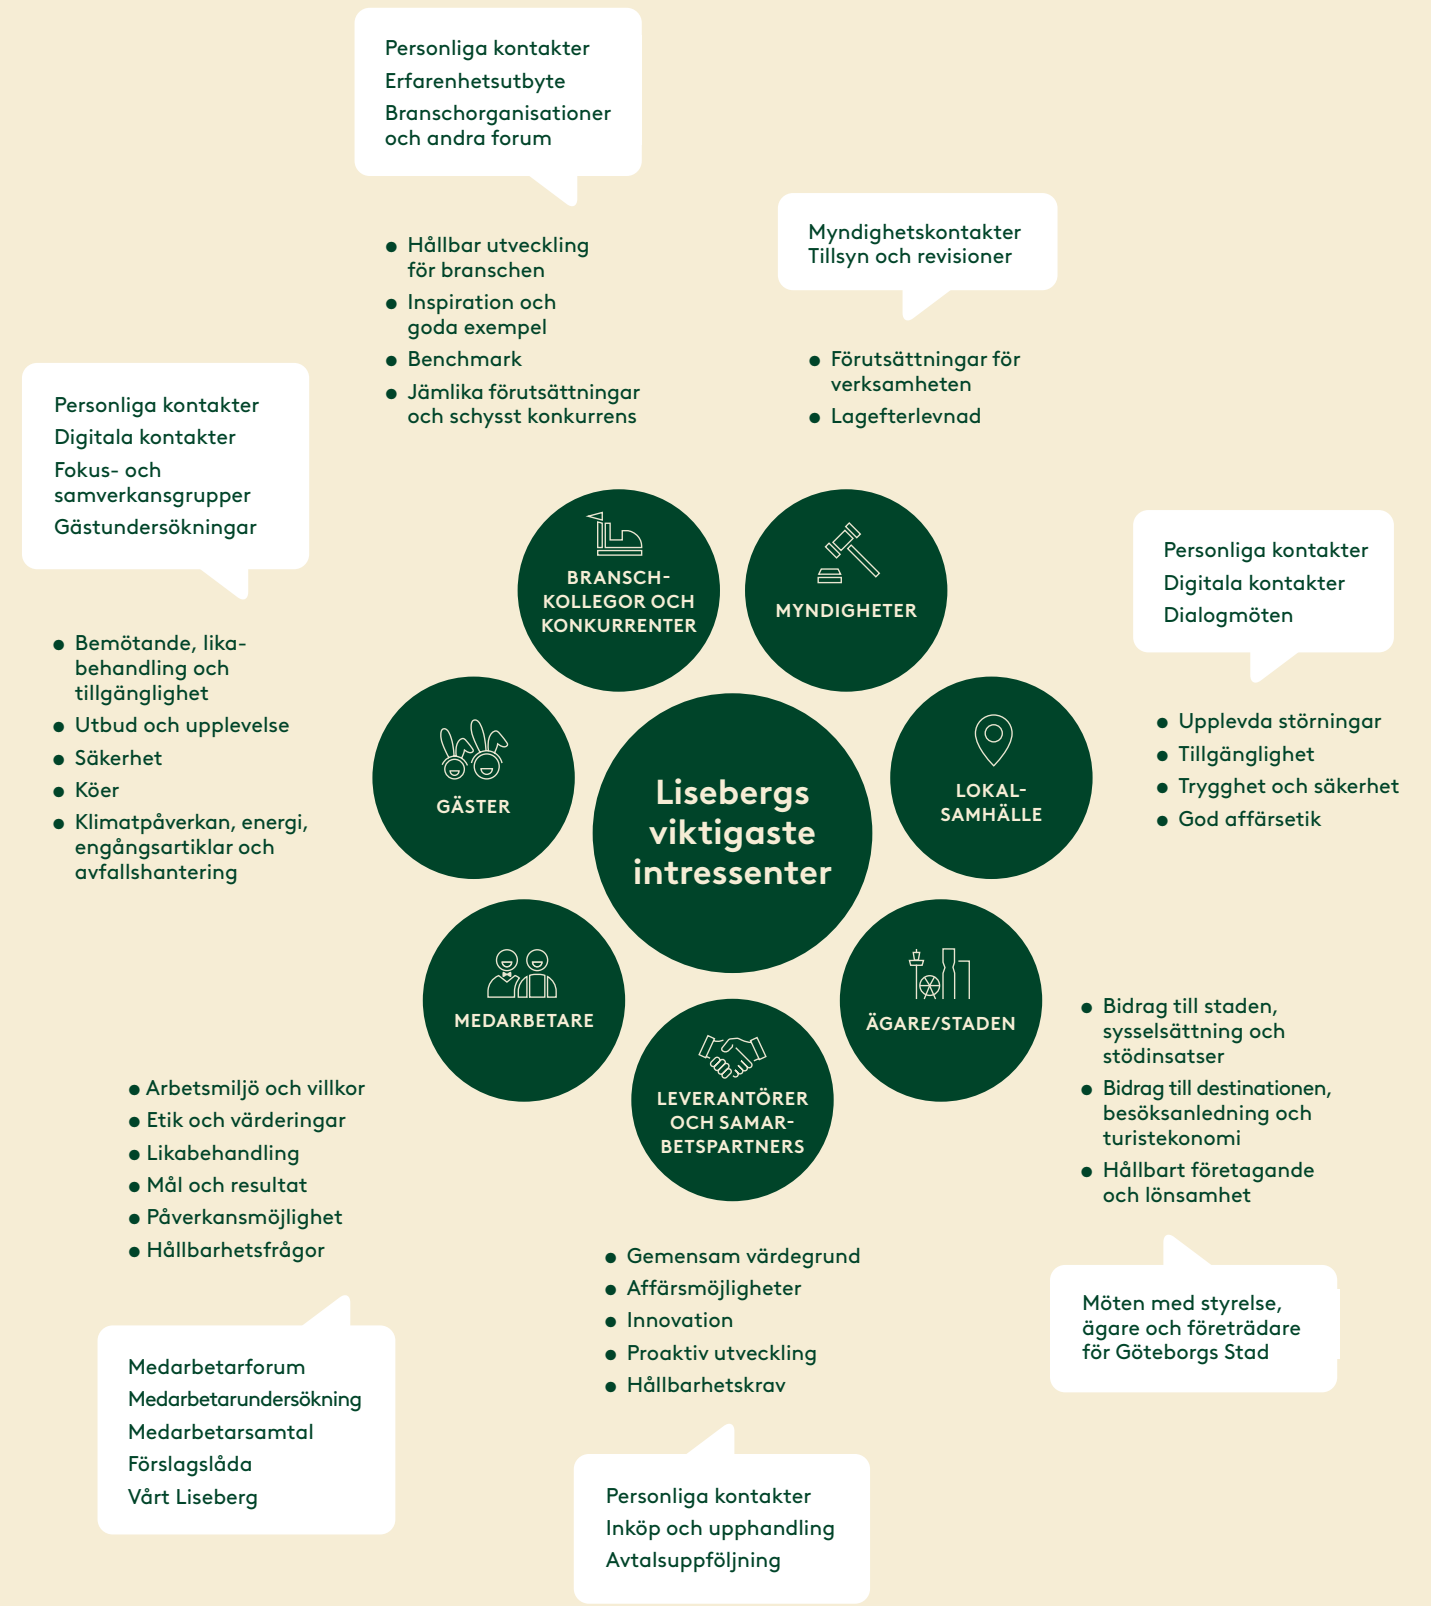 Personliga kontakter
Erfarenhetsutbyte
Branschorganisationer
och andra forum
● Hållbar utveckling
för branschen
● Inspiration och
goda exempel
● Benchmark
● Jämlika förutsättningar
och schysst konkurrens
Myndighetskontakter
Tillsyn och revisioner
● Förutsättningar för
verksamheten
● Lagefterlevnad
Personliga kontakter
Digitala kontakter
Fokus- och
samverkansgrupper
Gästundersökningar
● Bemötande, lika-
behandling och
tillgänglighet
● Utbud och upplevelse
● Säkerhet
● Köer
● Klimatpåverkan, energi,
engångsartiklar och
avfallshantering
Personliga kontakter
Digitala kontakter
Dialogmöten
● Upplevda störningar
● Tillgänglighet
● Trygghet och säkerhet
● God affärsetik
BRANSCH-
KOLLEGOR OCH
KONKURRENTER
MYNDIGHETER
GÄSTER
Lisebergs
viktigaste
intressenter
LOKAL-
SAMHÄLLE
MEDARBETARE
ÄGARE/STADEN
LEVERANTÖRER
OCH SAMAR-
BETSPARTNERS
● Arbetsmiljö och villkor
● Etik och värderingar
● Likabehandling
● Mål och resultat
● Påverkansmöjlighet
● Hållbarhetsfrågor
Medarbetarforum
Medarbetarundersökning
Medarbetarsamtal
Förslagslåda
Vårt Liseberg
● Gemensam värdegrund
● Affärsmöjligheter
● Innovation
● Proaktiv utveckling
● Hållbarhetskrav
Personliga kontakter
Inköp och upphandling
Avtalsuppföljning
● Bidrag till staden,
sysselsättning och
stödinsatser
● Bidrag till destinationen,
besöksanledning och
turistekonomi
● Hållbart företagande
och lönsamhet
Möten med styrelse,
ägare och företrädare
för Göteborgs Stad